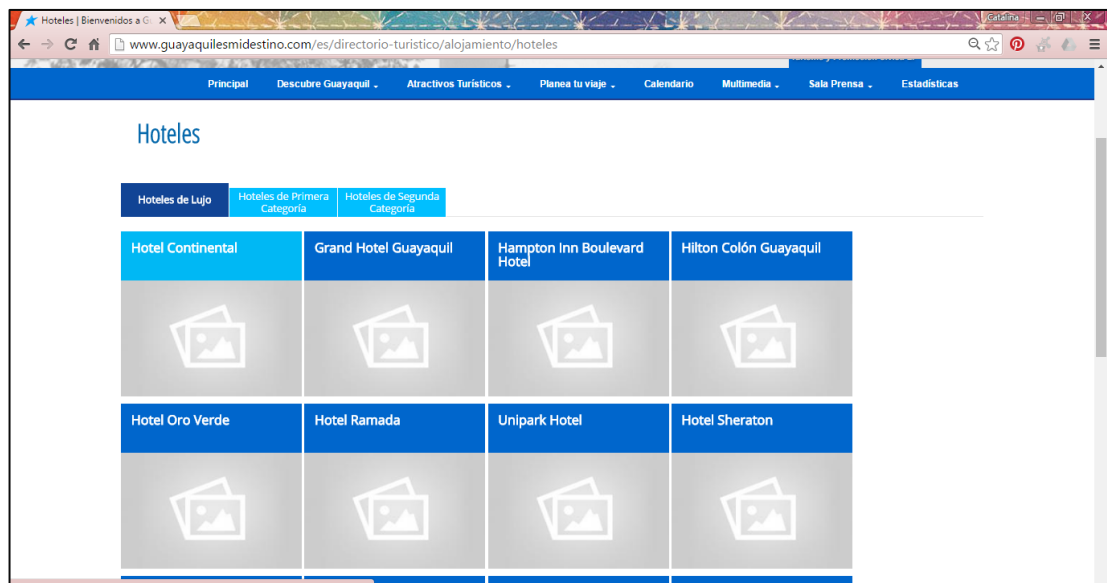 Hoteles | Bienvenidos a G
Catalina
www.guayaquilesmidestino.com/es/directorio-turistico/alojamiento/hoteles
Principal Descubre Guayaquil Atractivos Turísticos Planea tu viaje Calendario Multimedia Sala Prensa Estadísticas
Hoteles
Hoteles de Lujo
Hoteles de Primera
Categoría
Hoteles de Segunda
Categoría
Hotel Continental
Grand Hotel Guayaquil
Hampton Inn Boulevard
Hotel
Hilton Colón Guayaquil
Hotel Oro Verde
Hotel Ramada
Unipark Hotel
Hotel Sheraton